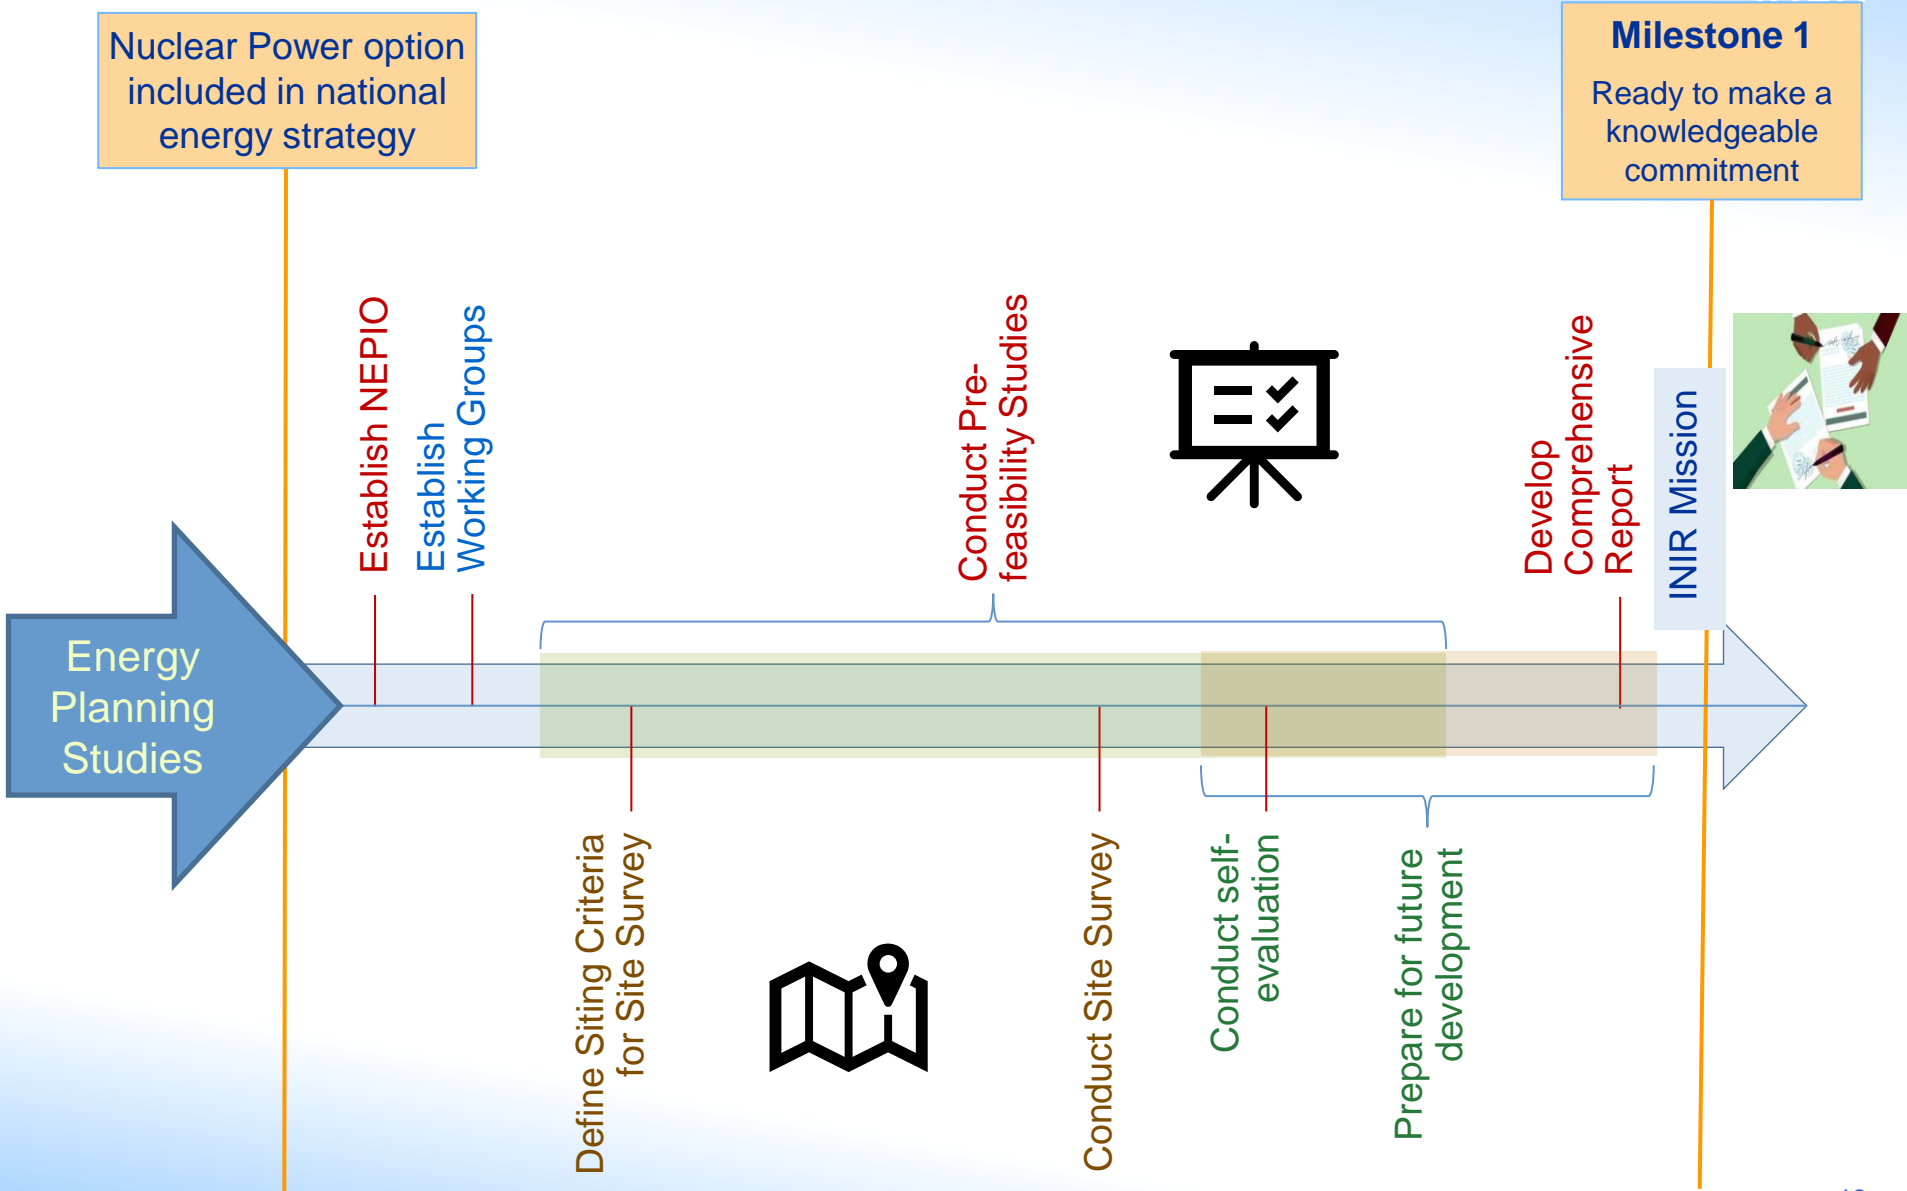 Nuclear Power option
included in national
energy strategy
Milestone 1
Ready to make a
knowledgeable
commitment
Establish NEPIO
Establish
Working Groups
Conduct Pre-
feasibility Studies
Develop
Comprehensive
Report
INIR Mission
Energy
Planning
Studies
Define Siting Criteria
for Site Survey
Conduct Site Survey
Conduct self-
evaluation
Prepare for future
development